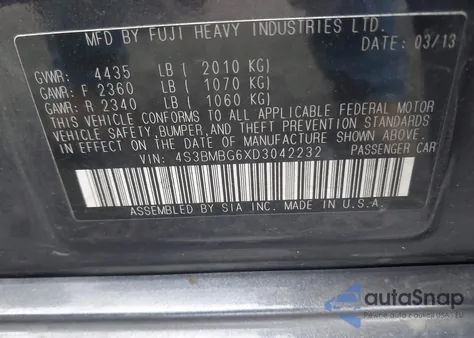 MFD BY FUJI HEAVY INDUSTRIES LTD.
DATE: 03/13
GVWR: 4435 LB ( 2010 KG)
GAWR: F 2360 LB ( 1070 KG)
GAWR: R 2340 LB ( 1060 KG)
THIS VEHICLE CONFORMS TO ALL APPLICABLE FEDERAL MOTOR
VEHICLE SAFETY, BUMPER, AND THEFT PREVENTION STANDARDS
IN EFFECT ON THE DATE OF MANUFACTURE SHOWN ABOVE.
VIN: 4S3BMBG6XD3042232 PASSENGER CAR
ASSEMBLED BY SIA INC. MADE IN U.S.A.
autoSnap
Pewne auto / Dobry